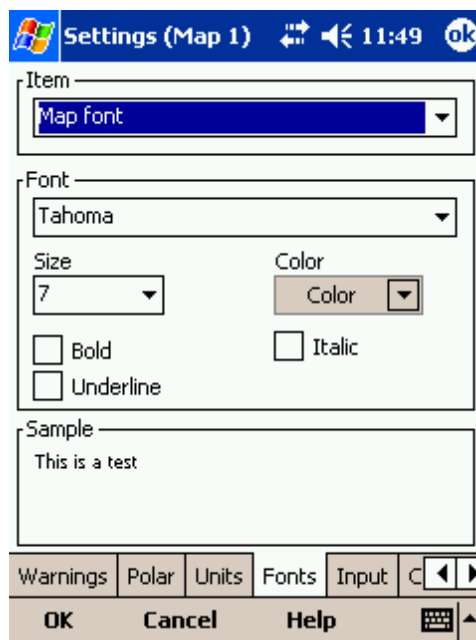 Settings (Map 1) 11:49 ok
Item
Map font
Font
Tahoma
Size Color
7 Color
Bold Italic
Underline
Sample
This is a test
Warnings Polar Units Fonts Input C
OK Cancel Help